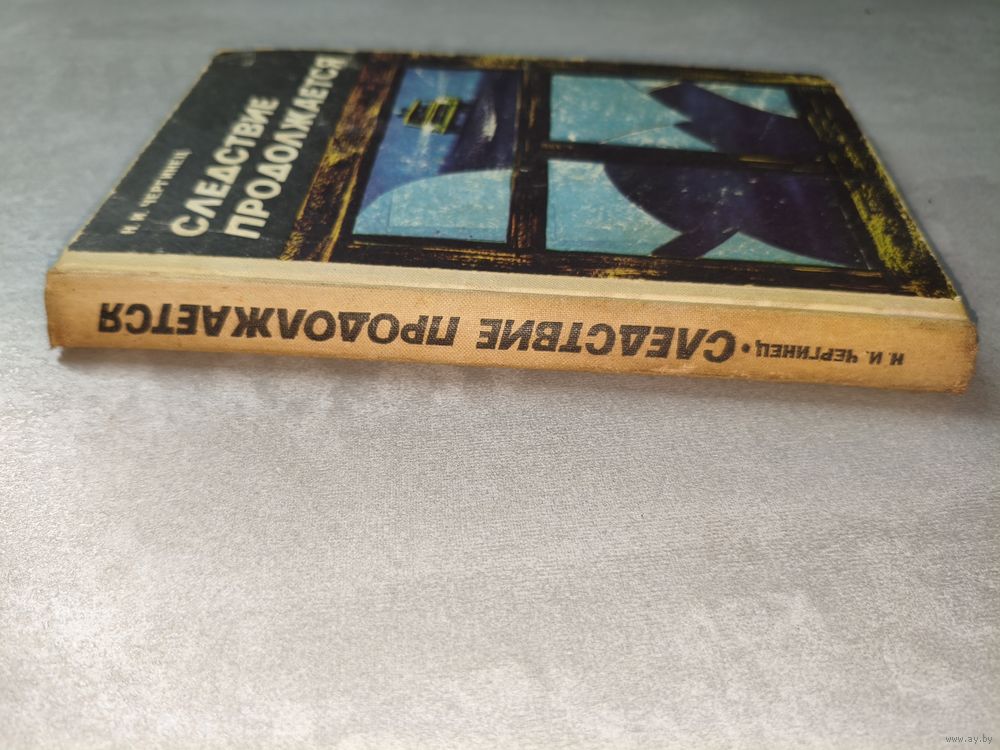 Н. И. ЧЕРГИНЕЦ
СЛЕДСТВИЕ
ПРОДОЛЖАЕТСЯ
Н. И. ЧЕРГИНЕЦ • СЛЕДСТВИЕ ПРОДОЛЖАЕТСЯ
www.ay.by